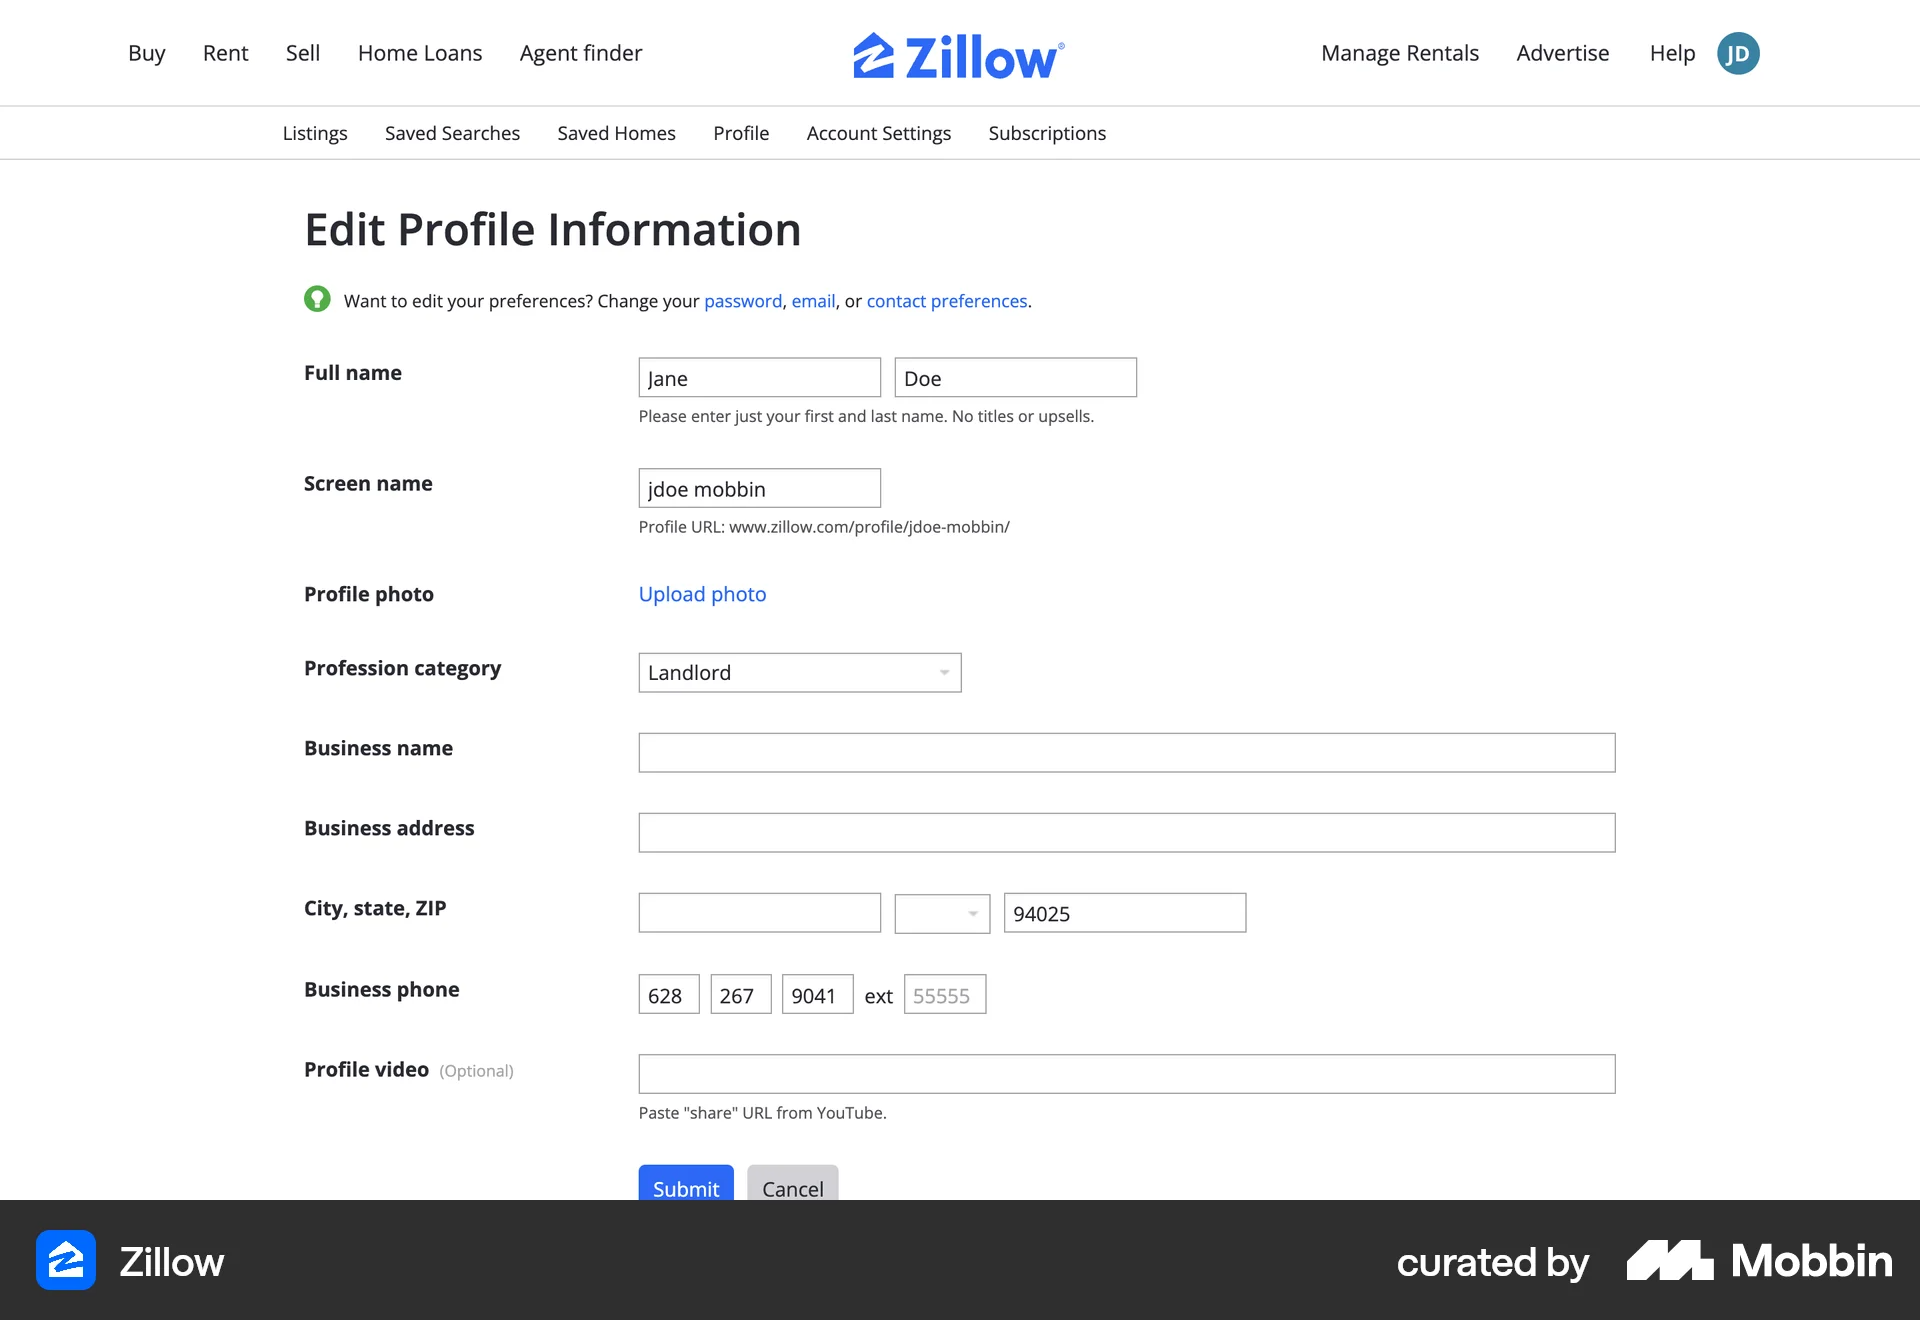 Buy Rent Sell Home Loans Agent finder Zillow® Manage Rentals Advertise Help JD
Listings Saved Searches Saved Homes Profile Account Settings Subscriptions
Edit Profile Information
Want to edit your preferences? Change your password, email, or contact preferences.
Full name Jane Doe
Please enter just your first and last name. No titles or upsells.
Screen name jdoe mobbin
Profile URL: www.zillow.com/profile/jdoe-mobbin/
Profile photo Upload photo
Profession category Landlord
Business name
Business address
City, state, ZIP 94025
Business phone 628 267 9041 ext 55555
Profile video (Optional)
Paste "share" URL from YouTube.
Submit Cancel
Zillow curated by Mobbin